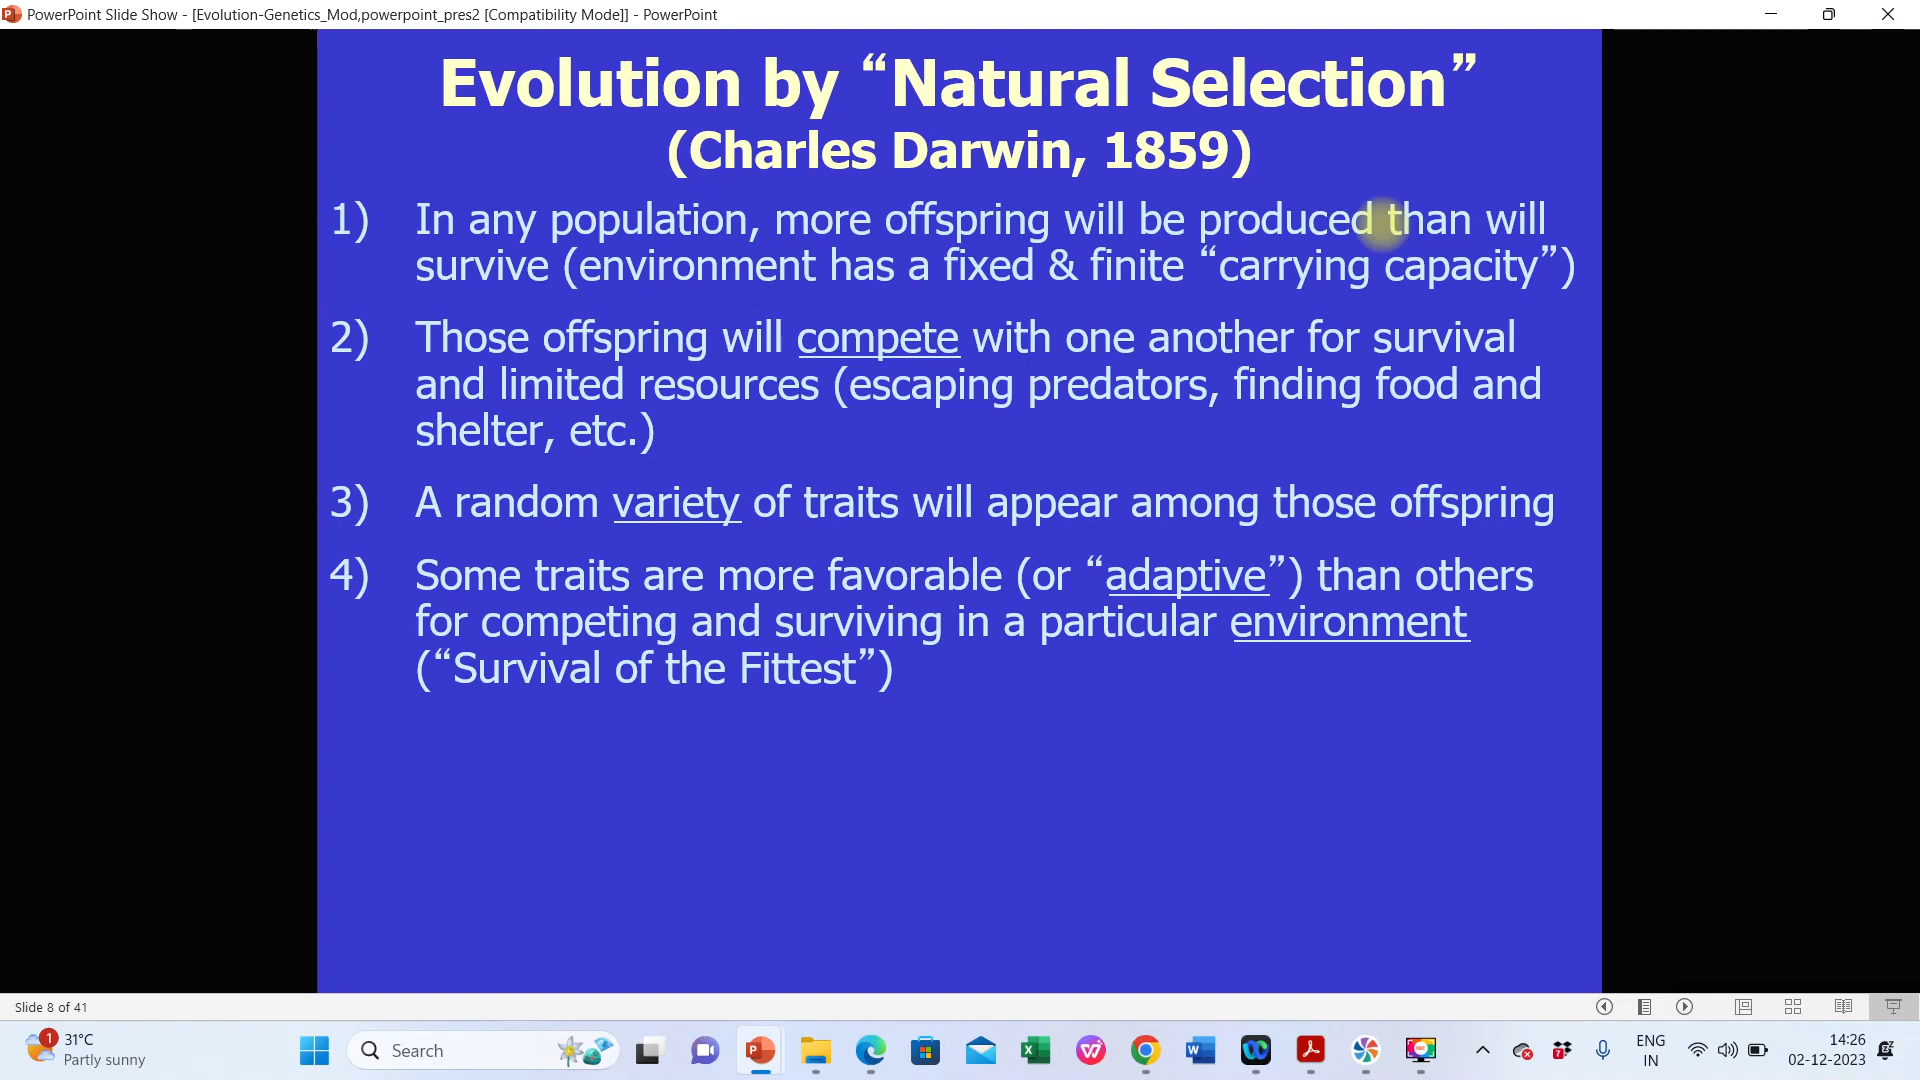 PowerPoint Slide Show - [Evolution-Genetics_Mod,powerpoint_pres2 [Compatibility Mode]] - PowerPoint
Evolution by “Natural Selection”
(Charles Darwin, 1859)
1) In any population, more offspring will be produced than will
survive (environment has a fixed & finite “carrying capacity”)
2) Those offspring will compete with one another for survival
and limited resources (escaping predators, finding food and
shelter, etc.)
3) A random variety of traits will appear among those offspring
4) Some traits are more favorable (or “adaptive”) than others
for competing and surviving in a particular environment
(“Survival of the Fittest”)
Slide 8 of 41
1
31°C
Partly sunny
Search
7
ENG
IN
14:26
02-12-2023